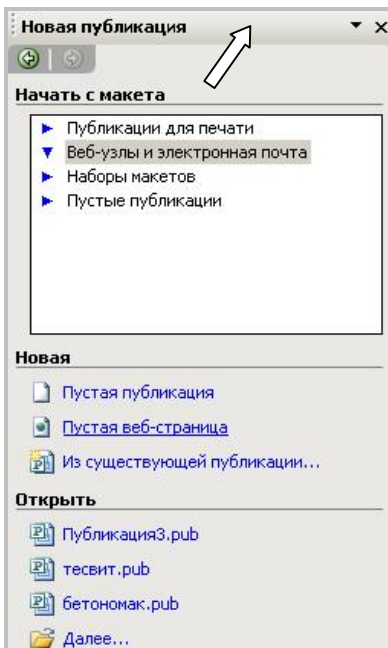 Новая публикация
Начать с макета
Публикации для печати
Веб-узлы и электронная почта
Наборы макетов
Пустые публикации
Новая
Пустая публикация
Пустая веб-страница
Из существующей публикации...
Открыть
Публикация3.pub
тесвит.pub
бетономак.pub
Далее...